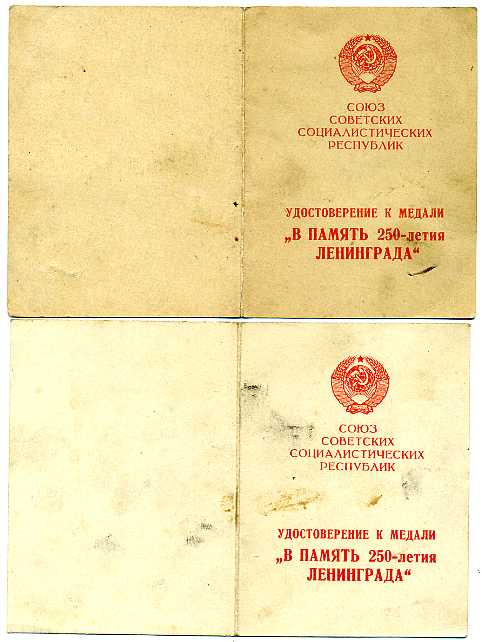 СОЮЗ
СОВЕТСКИХ
СОЦИАЛИСТИЧЕСКИХ
РЕСПУБЛИК
УДОСТОВЕРЕНИЕ К МЕДАЛИ
„В ПАМЯТЬ 250-летия
ЛЕНИНГРАДА“
СОЮЗ
СОВЕТСКИХ
СОЦИАЛИСТИЧЕСКИХ
РЕСПУБЛИК
УДОСТОВЕРЕНИЕ К МЕДАЛИ
„В ПАМЯТЬ 250-летия
ЛЕНИНГРАДА“